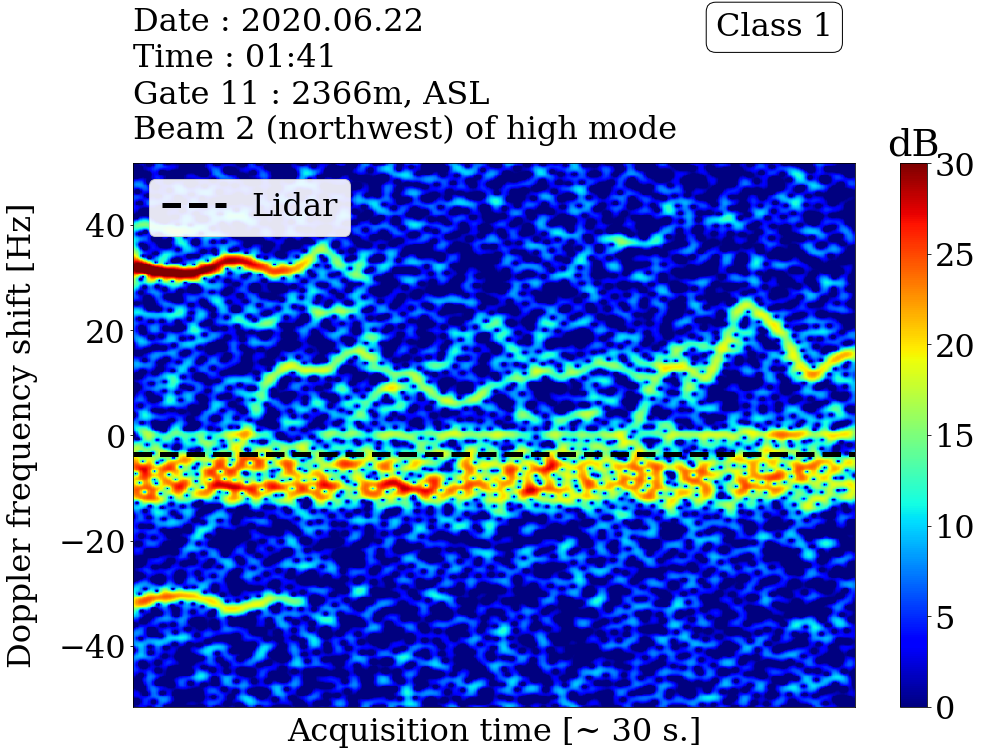 Date : 2020.06.22
Time : 01:41
Gate 11 : 2366m, ASL
Beam 2 (northwest) of high mode
Class 1
dB
Lidar
Doppler frequency shift [Hz]
40
20
0
−20
−40
30
25
20
15
10
5
0
Acquisition time [~ 30 s.]